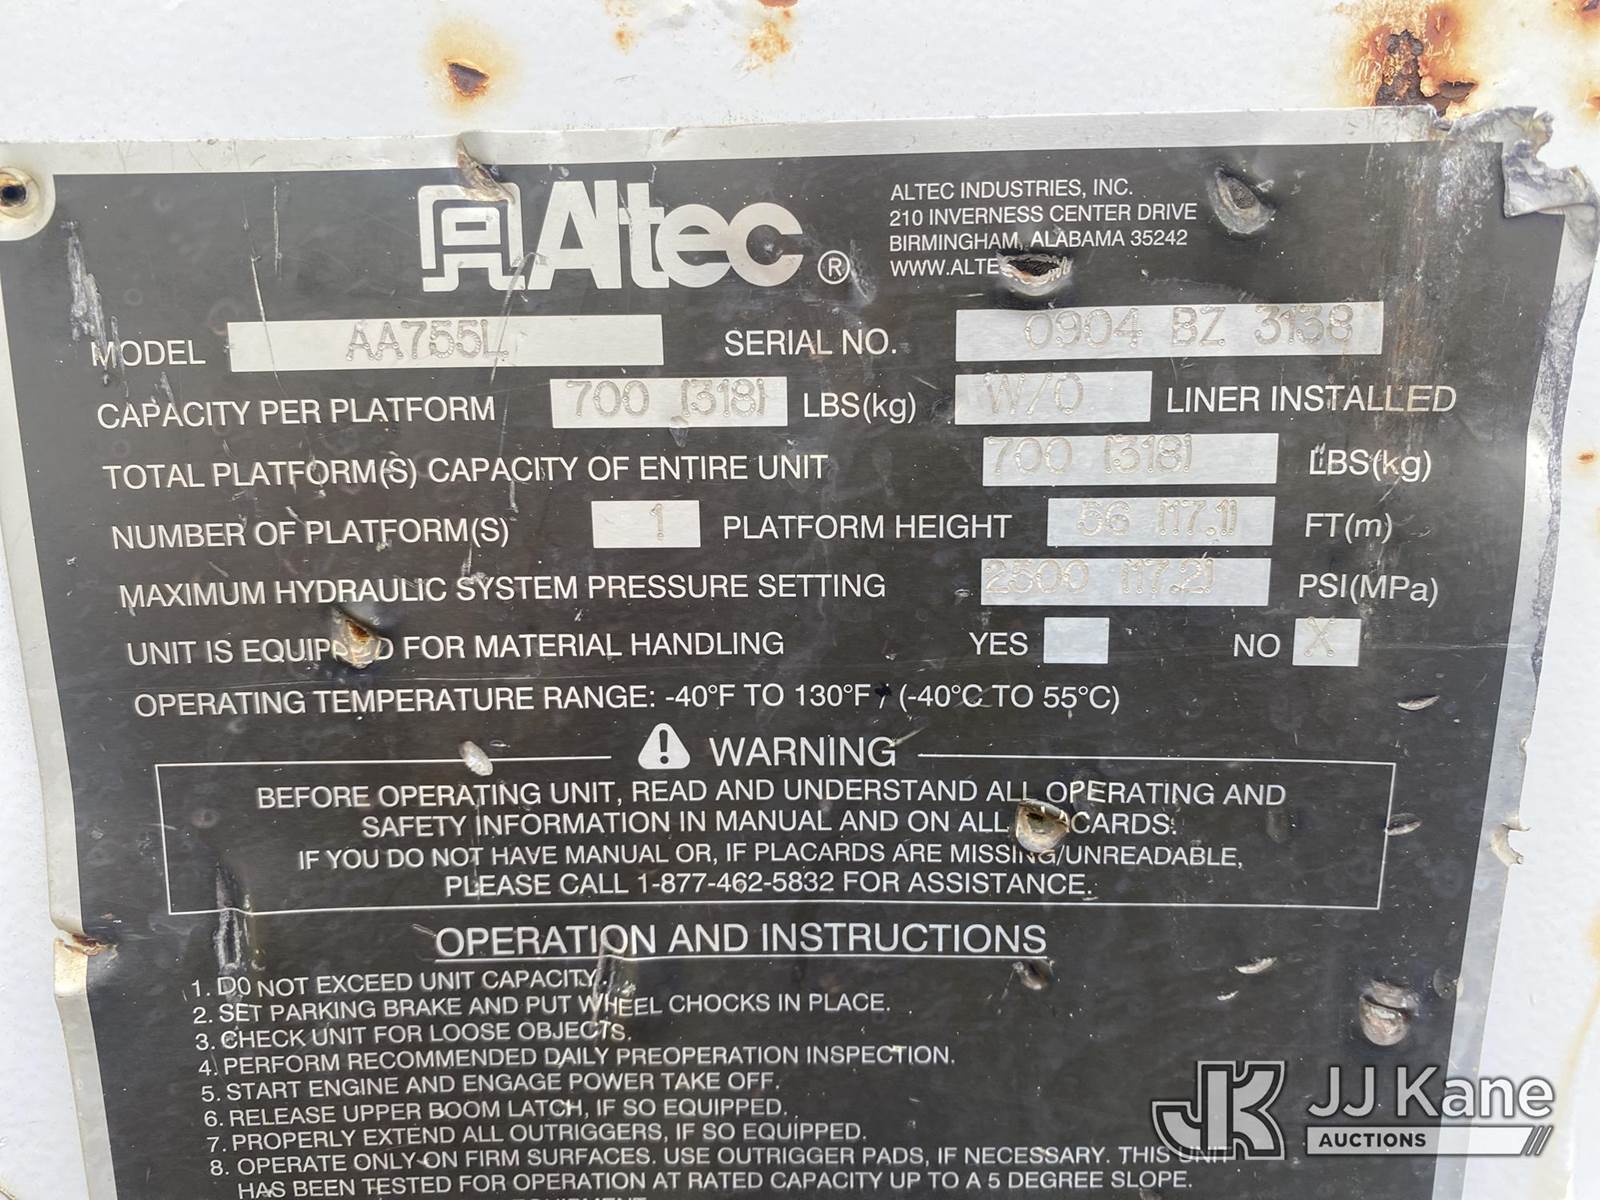 Altec ®
ALTEC INDUSTRIES, INC.
210 INVERNESS CENTER DRIVE
BIRMINGHAM, ALABAMA 35242
WWW.ALTE
MODEL AA755L SERIAL NO. 0904 BZ 3138
CAPACITY PER PLATFORM 700 (318) LBS(kg) W/O LINER INSTALLED
TOTAL PLATFORM(S) CAPACITY OF ENTIRE UNIT 700 (318) LBS(kg)
NUMBER OF PLATFORM(S) 1 PLATFORM HEIGHT 56 (17.1) FT(m)
MAXIMUM HYDRAULIC SYSTEM PRESSURE SETTING 2500 (17.2) PSI(MPa)
UNIT IS EQUIPPED FOR MATERIAL HANDLING YES NO X
OPERATING TEMPERATURE RANGE: -40°F TO 130°F / (-40°C TO 55°C)
WARNING
BEFORE OPERATING UNIT, READ AND UNDERSTAND ALL OPERATING AND
SAFETY INFORMATION IN MANUAL AND ON ALL CARDS.
IF YOU DO NOT HAVE MANUAL OR, IF PLACARDS ARE MISSING/UNREADABLE,
PLEASE CALL 1-877-462-5832 FOR ASSISTANCE.
OPERATION AND INSTRUCTIONS
1. DO NOT EXCEED UNIT CAPACITY.
2. SET PARKING BRAKE AND PUT WHEEL CHOCKS IN PLACE.
3. CHECK UNIT FOR LOOSE OBJECTS.
4. PERFORM RECOMMENDED DAILY PREOPERATION INSPECTION.
5. START ENGINE AND ENGAGE POWER TAKE OFF.
6. RELEASE UPPER BOOM LATCH, IF SO EQUIPPED.
7. PROPERLY EXTEND ALL OUTRIGGERS, IF SO EQUIPPED.
8. OPERATE ONLY ON FIRM SURFACES. USE OUTRIGGER PADS, IF NECESSARY. THIS UNIT
HAS BEEN TESTED FOR OPERATION AT RATED CAPACITY UP TO A 5 DEGREE SLOPE.
JK JJ Kane
AUCTIONS